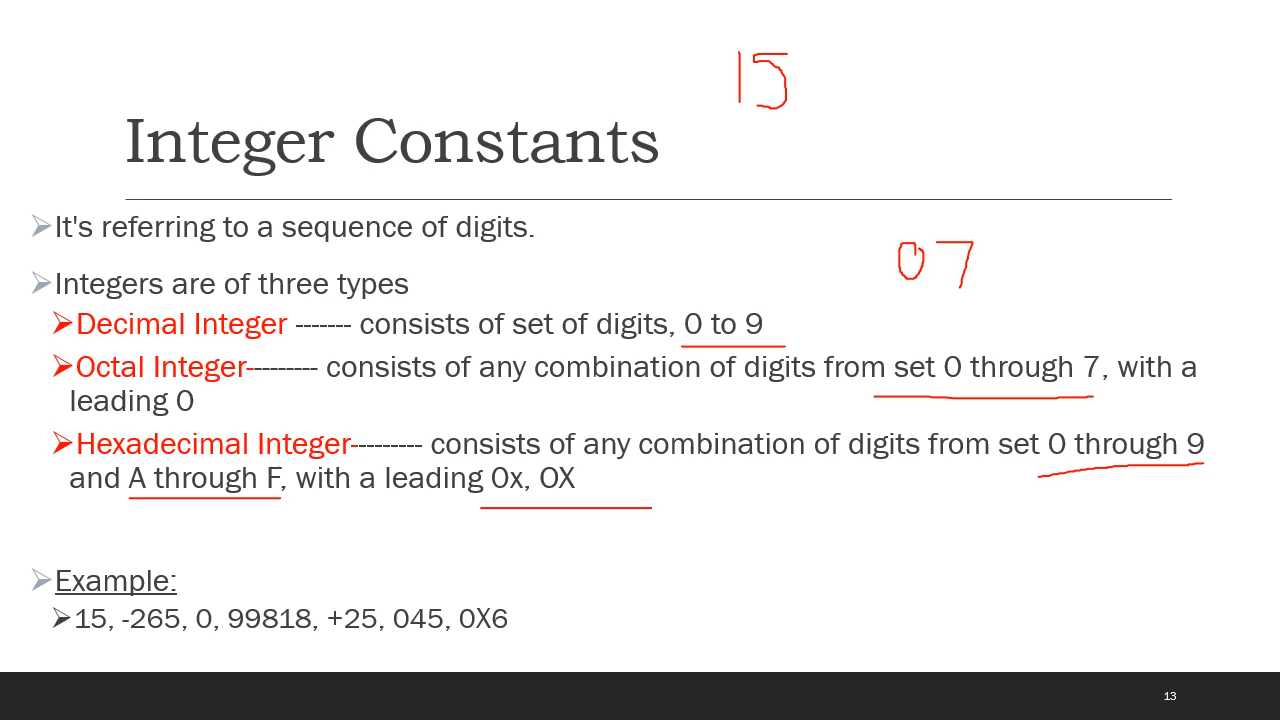 15
Integer Constants
It's referring to a sequence of digits.
07
Integers are of three types
Decimal Integer ------- consists of set of digits, 0 to 9
Octal Integer--------- consists of any combination of digits from set 0 through 7, with a
leading 0
Hexadecimal Integer---------- consists of any combination of digits from set 0 through 9
and A through F, with a leading 0x, 0X
Example:
15, -265, 0, 99818, +25, 045, 0X6
13